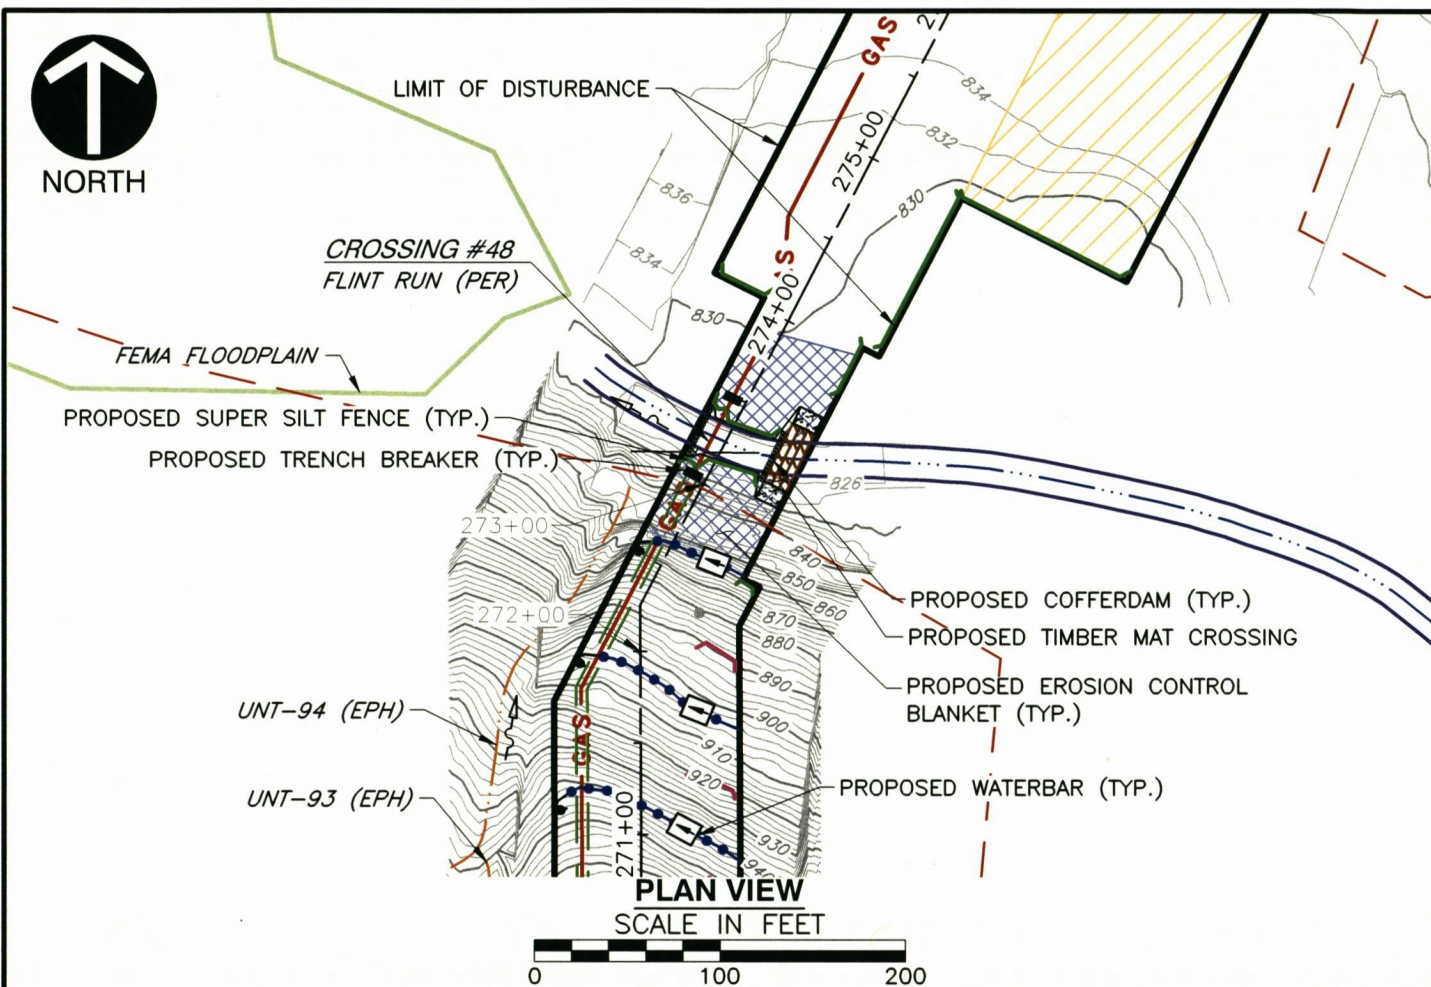 NORTH
LIMIT OF DISTURBANCE
GAS
275+00
834
832
830
836
834
CROSSING #48
FLINT RUN (PER)
274+00
830
FEMA FLOODPLAIN
PROPOSED SUPER SILT FENCE (TYP.)
PROPOSED TRENCH BREAKER (TYP.)
826
273+00
GAS
840
850
860
870
880
890
900
910
920
930
940
272+00
PROPOSED COFFERDAM (TYP.)
PROPOSED TIMBER MAT CROSSING
PROPOSED EROSION CONTROL
BLANKET (TYP.)
UNT-94 (EPH)
GAS
UNT-93 (EPH)
PROPOSED WATERBAR (TYP.)
271+00
PLAN VIEW
SCALE IN FEET
0 100 200